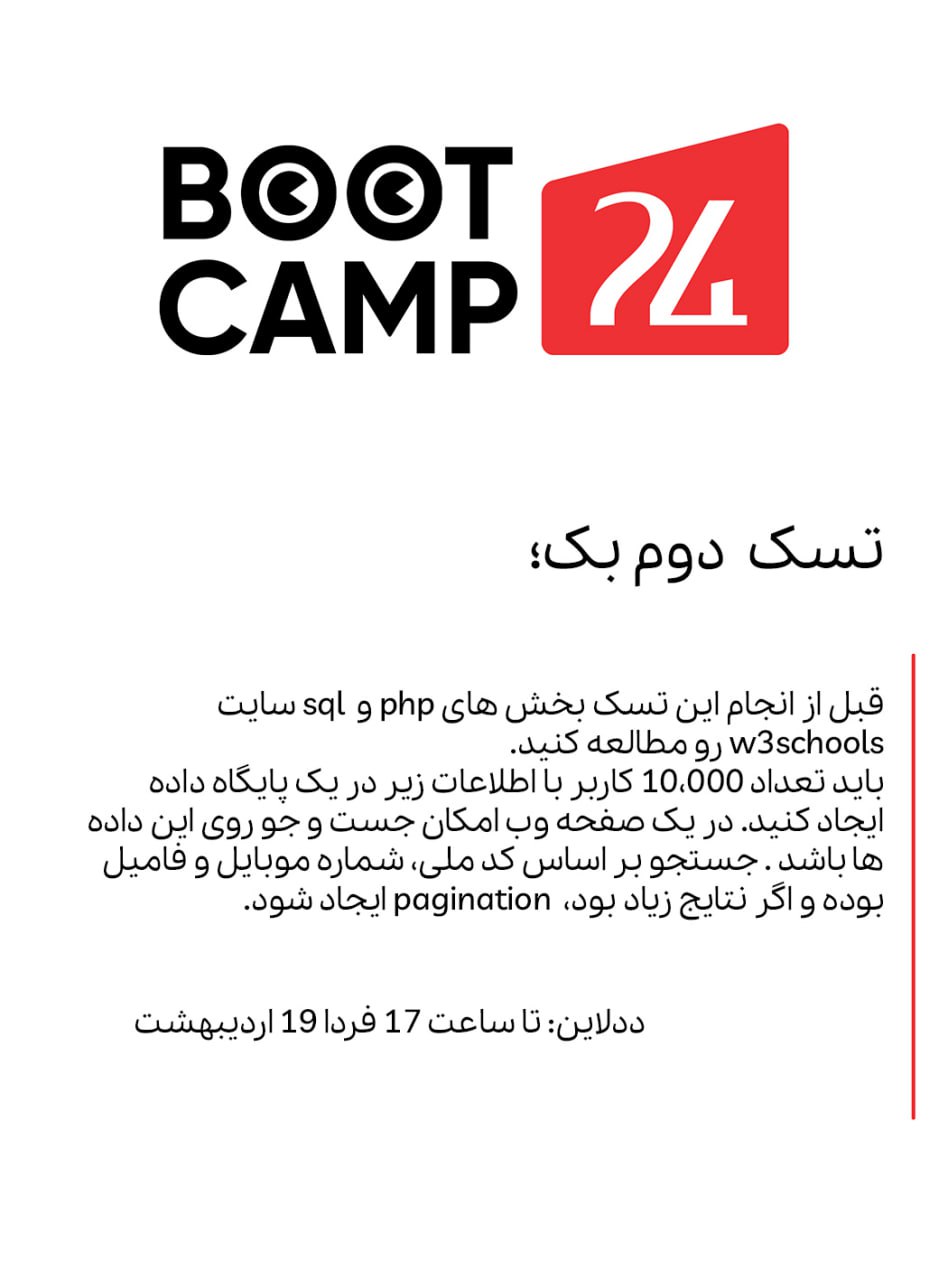 BOOT
CAMP
24
تسک دوم بک؛
قبل از انجام این تسک بخش های php و sql سایت
w3schools رو مطالعه کنید.
باید تعداد 10،000 کاربر با اطلاعات زیر در یک پایگاه داده
ایجاد کنید. در یک صفحه وب امکان جست و جو روی این داده
ها باشد . جستجو بر اساس کد ملی، شماره موبایل و فامیل
بوده و اگر نتایج زیاد بود، pagination ایجاد شود.
ددلاین: تا ساعت 17 فردا 19 اردیبهشت